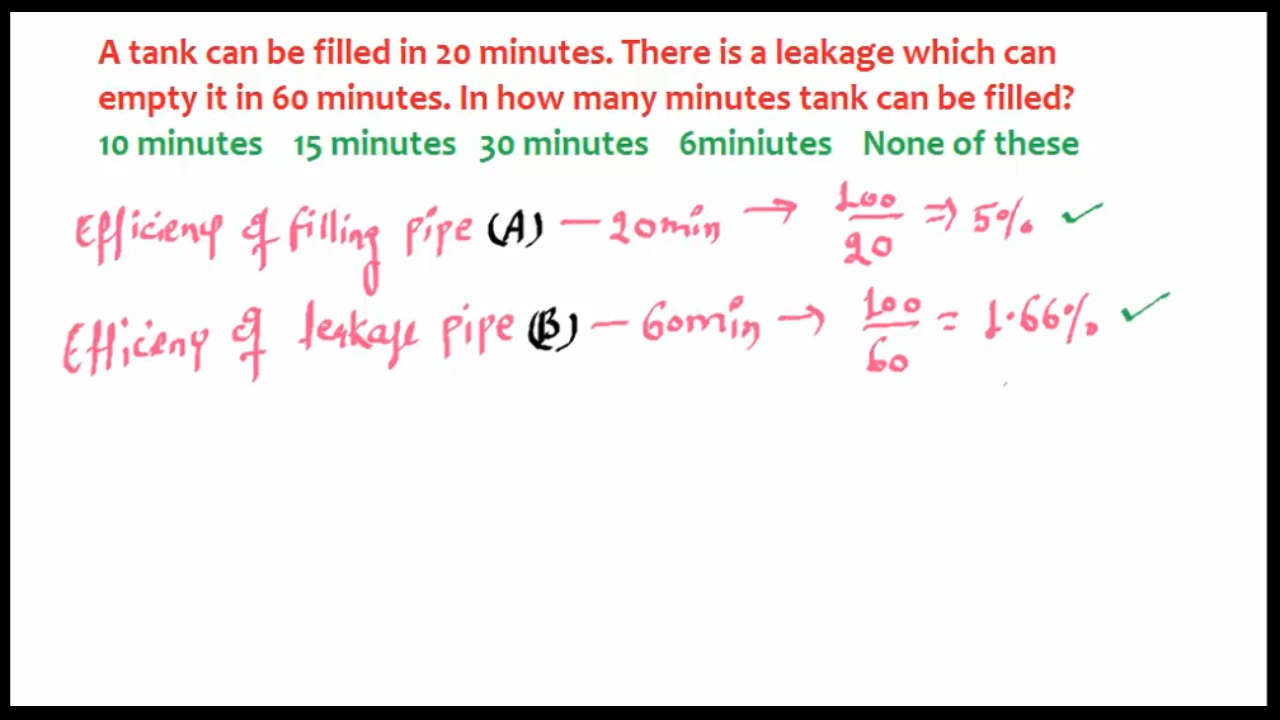 A tank can be filled in 20 minutes. There is a leakage which can
empty it in 60 minutes. In how many minutes tank can be filled?
10 minutes 15 minutes 30 minutes 6miniutes None of these
Efficieny of filling pipe (A) — 20min → 100/20 ⇒ 5% ✓
Efficieny of leakage pipe (B) — 60min → 100/60 = 1.66% ✓